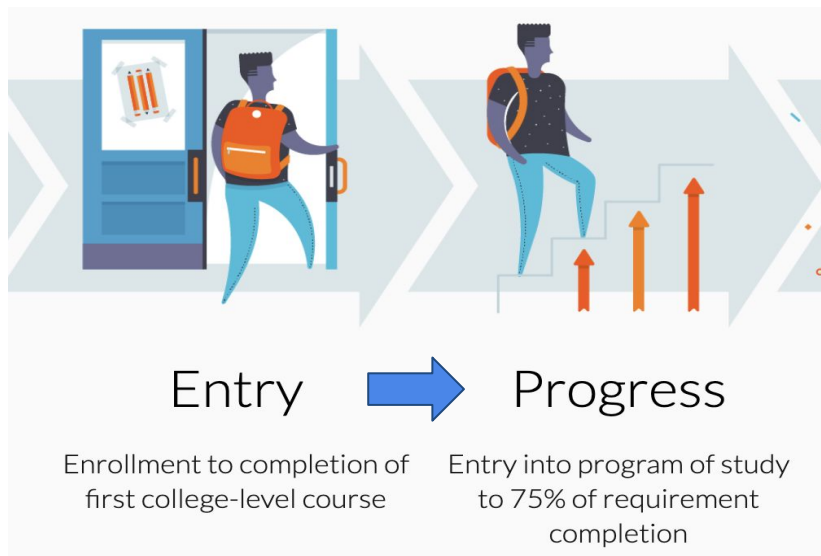 Entry
Progress
Enrollment to completion of
first college-level course
Entry into program of study
to 75% of requirement
completion